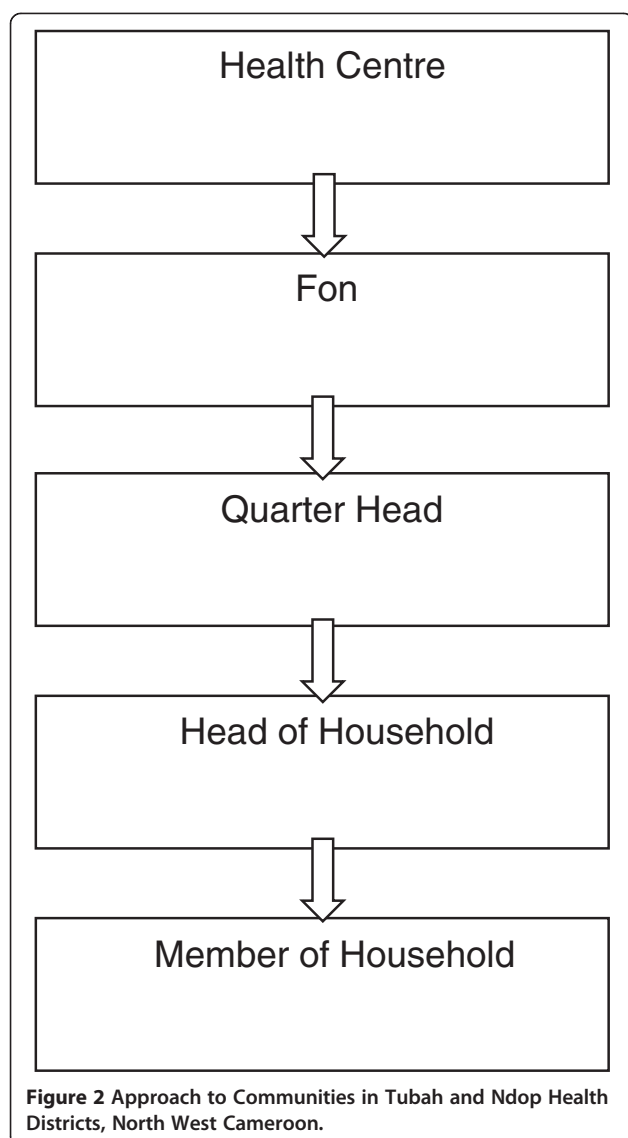 Health Centre
Fon
Quarter Head
Head of Household
Member of Household
Figure 2 Approach to Communities in Tubah and Ndop Health
Districts, North West Cameroon.